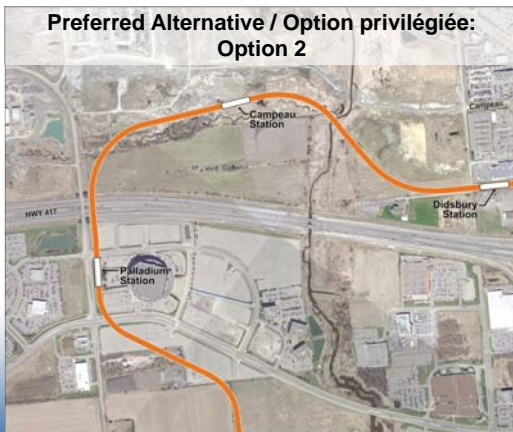 Preferred Alternative / Option privilégiée:
Option 2
Campeau
Station
Campeau
Didsbury
Station
HWY 417
Palladium
Station